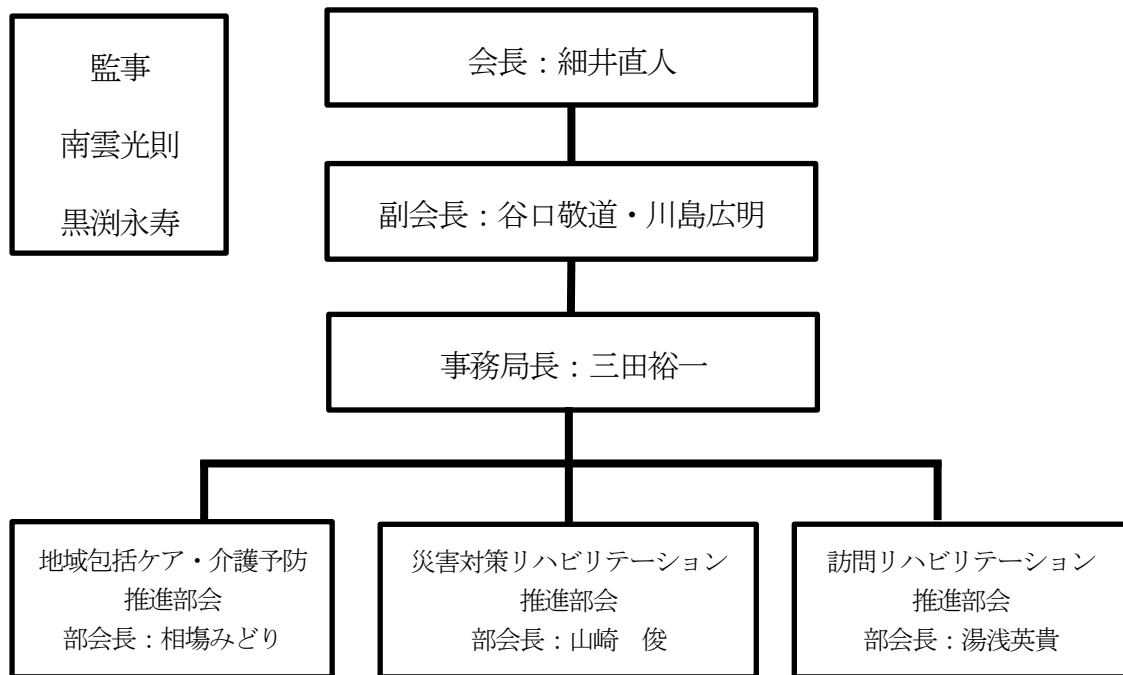 監事
南雲光則
黒渕永寿
会長：細井直人
副会長：谷口敬道・川島広明
事務局長：三田裕一
地域包括ケア・介護予防
推進部会
部会長：相塲みどり
災害対策リハビリテーション
推進部会
部会長：山崎　俊
訪問リハビリテーション
推進部会
部会長：湯浅英貴